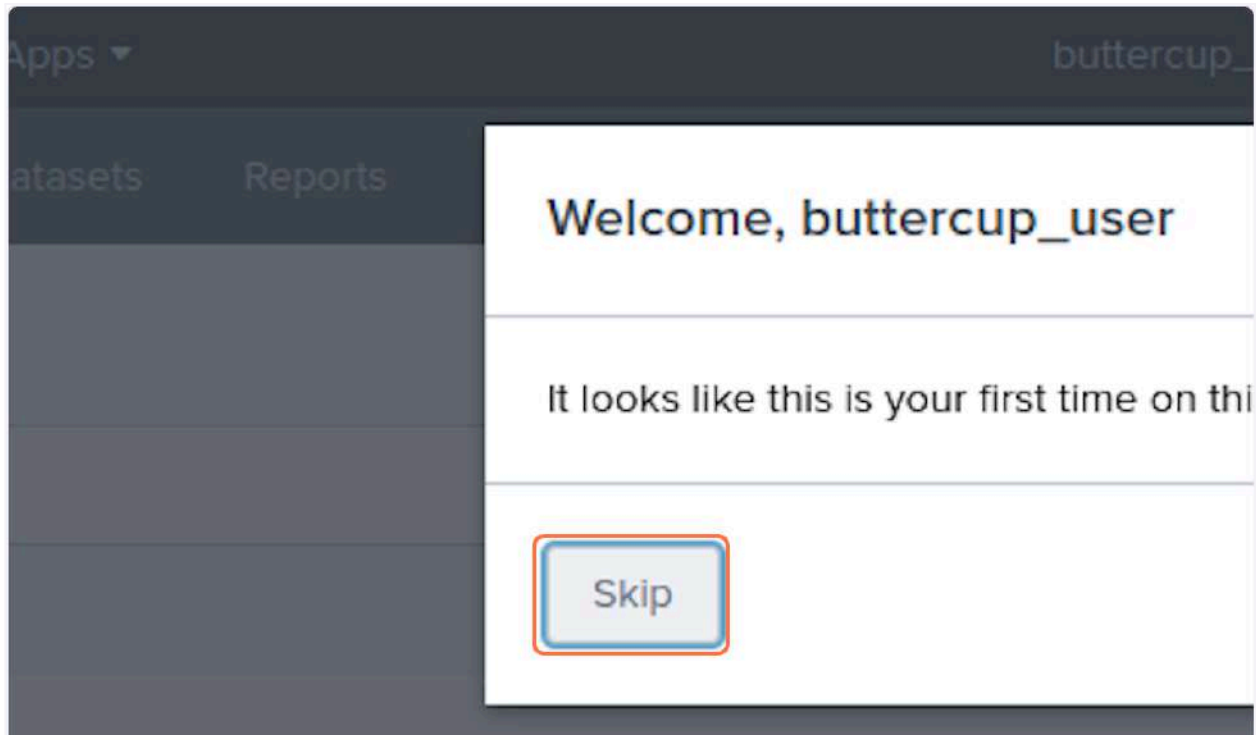 Apps buttercup_
atasets Reports
Welcome, buttercup_user
It looks like this is your first time on thi
Skip